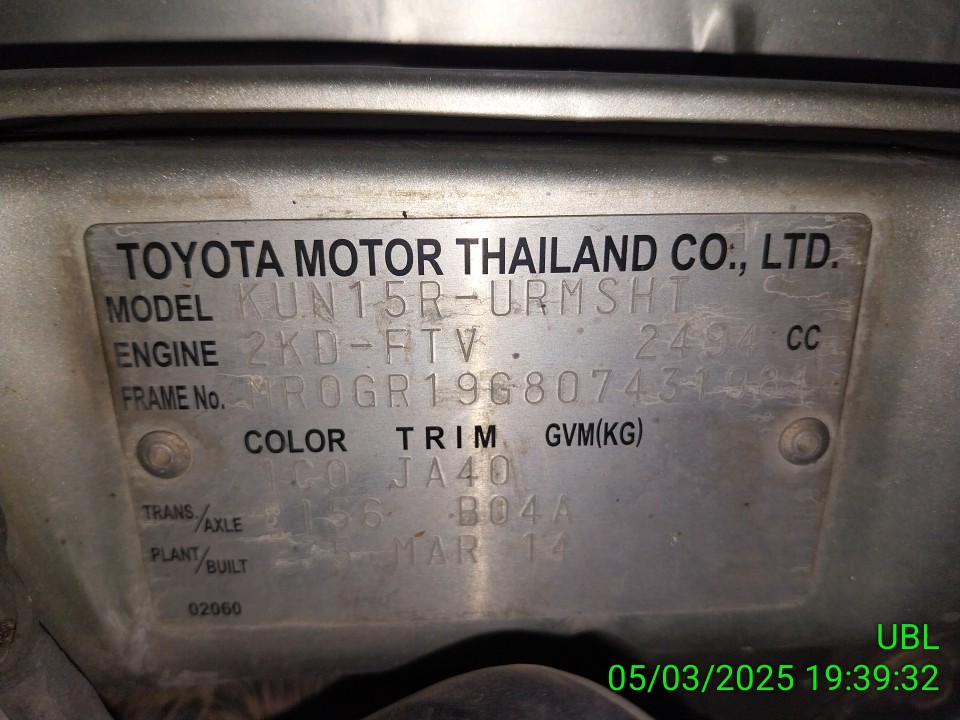 TOYOTA MOTOR THAILAND CO., LTD.
MODEL KUN15R-URMSHT
ENGINE 2KD-FTV 2494 CC
FRAME No.
COLOR TRIM GVM(KG)
1C0 JA40
TRANS./AXLE B04A
PLANT/BUILT MAR 14
02060
UBL
05/03/2025 19:39:32